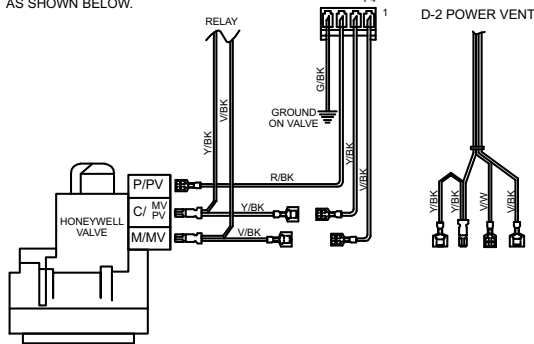 AS SHOWN BELOW.
RELAY
1
D-2 POWER VENT
G/BK
GROUND
ON VALVE
Y/BK
V/BK
Y/BK
V/BK
R/BK
P/PV
C/ MV
PV
Y/BK
HONEYWELL
VALVE
M/MV
V/BK
Y/BK
Y/BK
V/W
V/BK